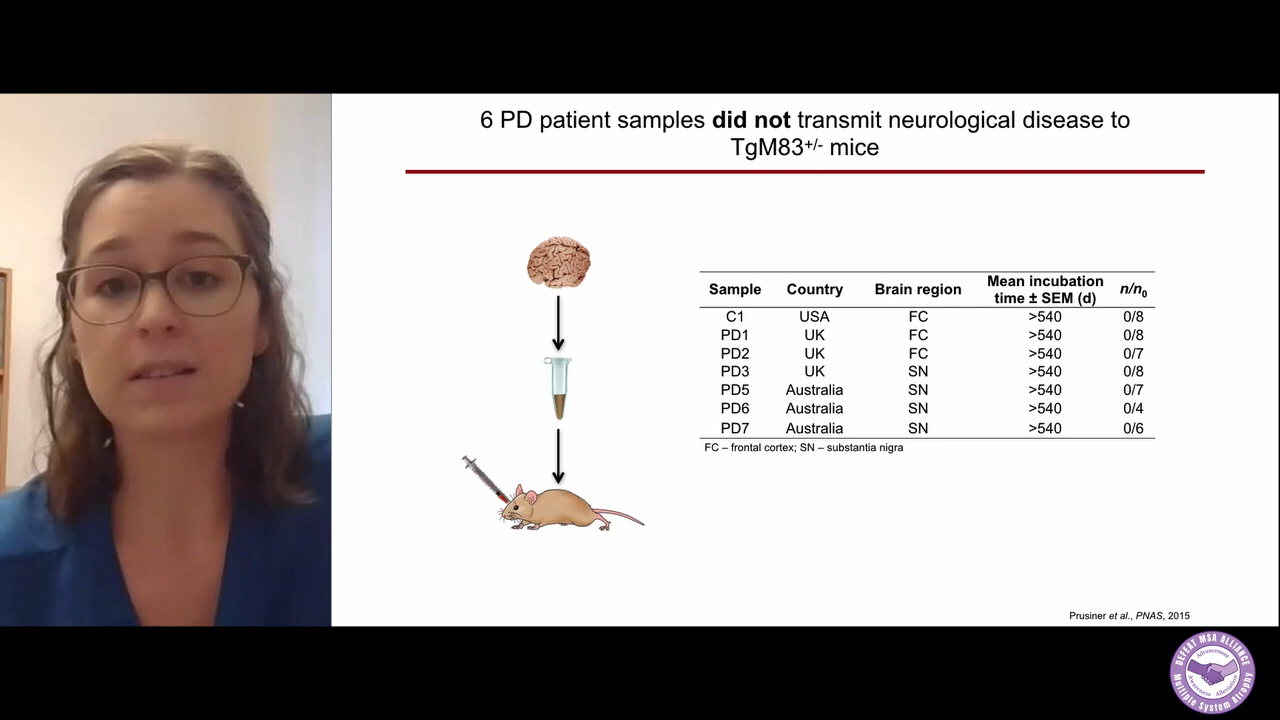 6 PD patient samples did not transmit neurological disease to
TgM83+/- mice
Sample Country Brain region Mean incubation time ± SEM (d) n/n0
C1 USA FC >540 0/8
PD1 UK FC >540 0/8
PD2 UK FC >540 0/7
PD3 UK SN >540 0/8
PD5 Australia SN >540 0/7
PD6 Australia SN >540 0/4
PD7 Australia SN >540 0/6
FC – frontal cortex; SN – substantia nigra
Prusiner et al., PNAS, 2015
DEFEAT MSA ALLIANCE
Advancement
Awareness
Alleviation
Multiple System Atrophy